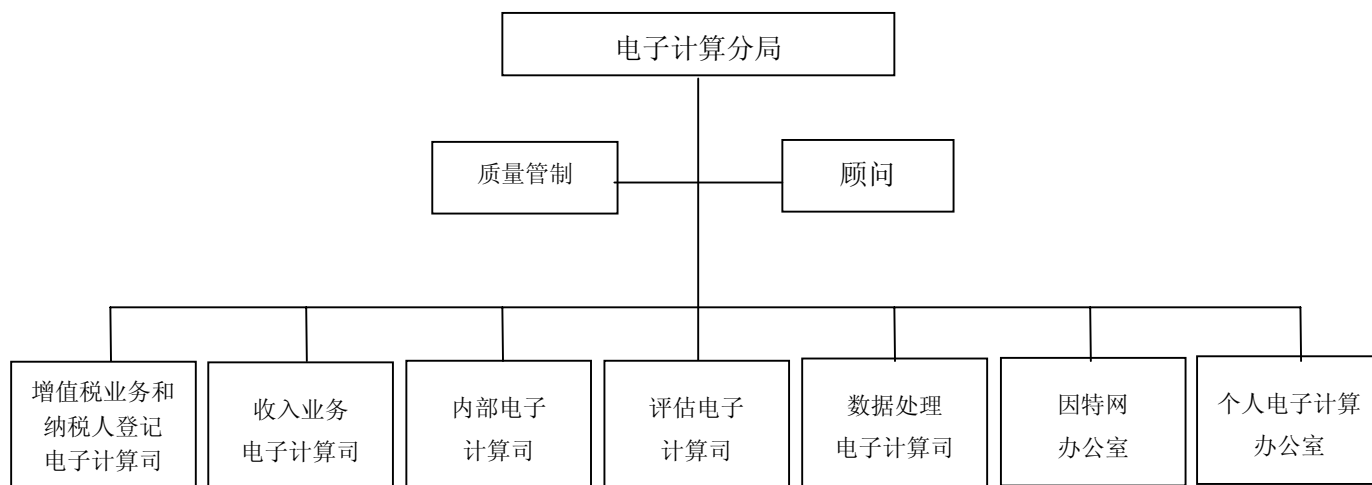 电子计算分局
质量管制
顾问
增值税业务和
纳税人登记
电子计算司
收入业务
电子计算司
内部电子
计算司
评估电子
计算司
数据处理
电子计算司
因特网
办公室
个人电子计算
办公室